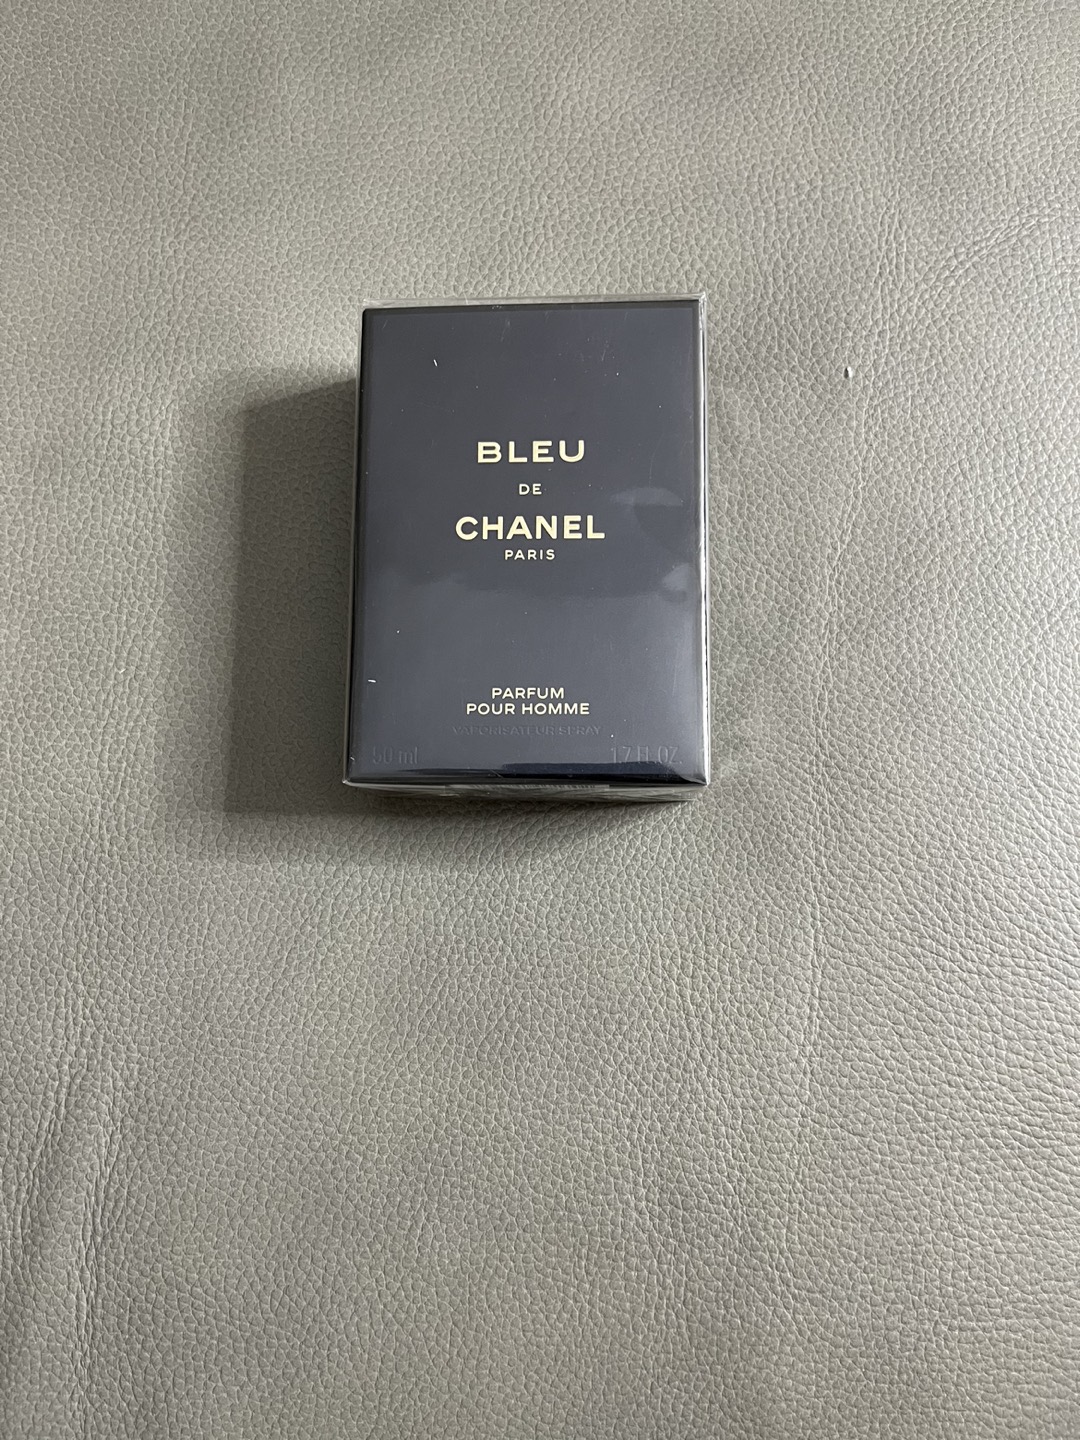 BLEU
DE
CHANEL
PARIS
PARFUM
POUR HOMME
VAPORISATEUR SPRAY
50 ml 1.7 FL.OZ.